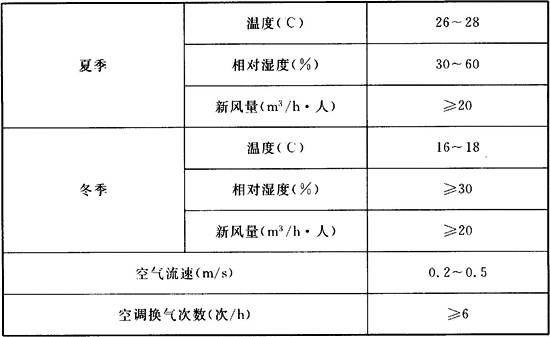 夏季
温度(C)
26~28
相对湿度(%)
30~60
新风量(m³/h·人)
≥20
冬季
温度(C)
16~18
相对湿度(%)
≥30
新风量(m³/h·人)
≥20
空气流速(m/s)
0.2~0.5
空调换气次数(次/h)
≥6